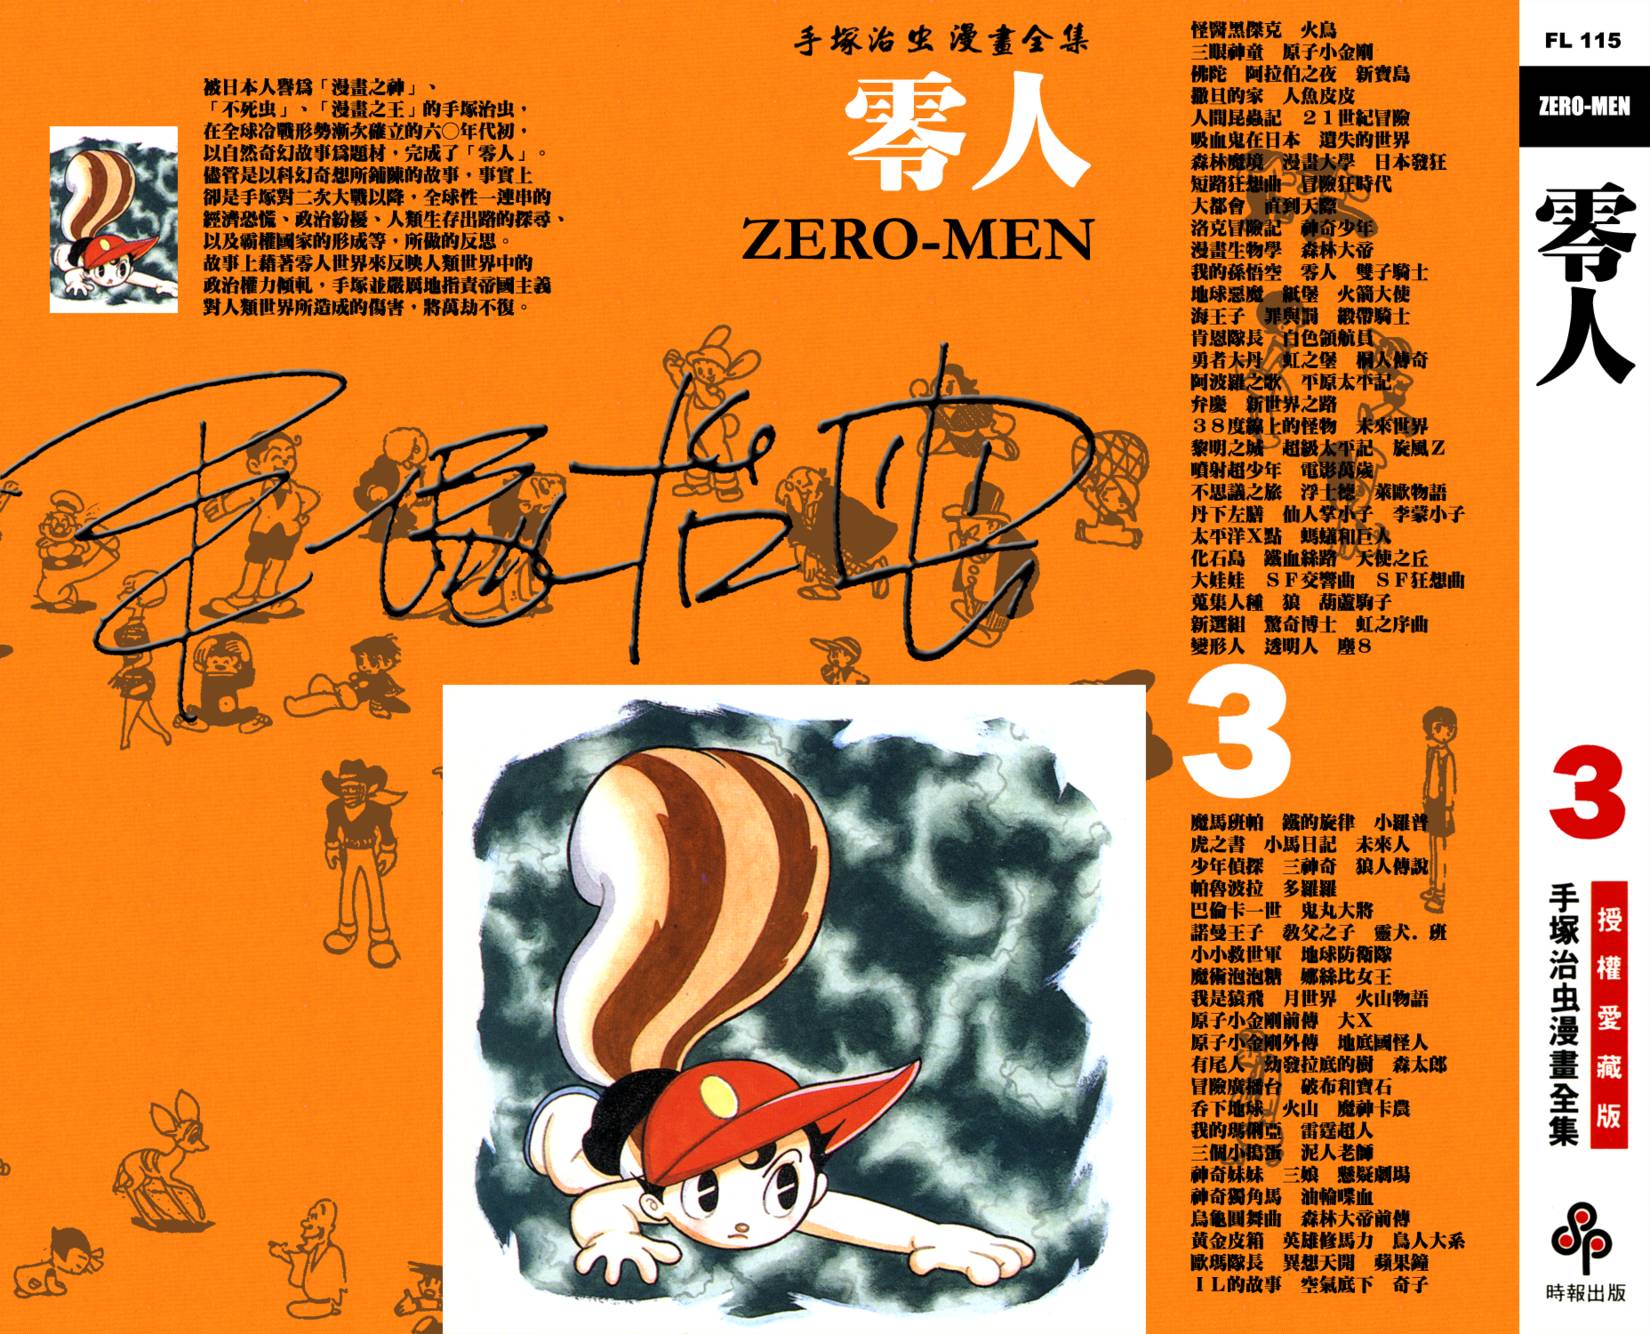 被日本人譽為「漫畫之神」、
「不死虫」、「漫畫之王」的手塚治虫，
在全球冷戰形勢漸次確立的六〇年代初，
以自然奇幻故事為題材，完成了「零人」。
儘管是以科幻奇想所鋪陳的故事，事實上
卻是手塚對二次大戰以降，全球性一連串的
經濟恐慌、政治紛擾、人類生存出路的探尋、
以及霸權國家的形成等，所做的反思。
故事上藉著零人世界來反映人類世界中的
政治權力傾軋，手塚並嚴厲地指責帝國主義
對人類世界所造成的傷害，將萬劫不復。
手塚治虫漫畫全集
零人
ZERO-MEN
手塚治虫
怪醫黑傑克　火鳥
三眼神童　原子小金剛
佛陀　阿拉伯之夜　新寶島
撒旦的家　人魚皮皮
人間昆蟲記　２１世紀冒險
吸血鬼在日本　遺失的世界
森林魔境　漫畫大學　日本發狂
短路狂想曲　冒險狂時代
大都會　直到天際
洛克冒險記　神奇少年
漫畫生物學　森林大帝
我的孫悟空　零人　雙子騎士
地球惡魔　紙堡　火箭大使
海王子　罪與罰　緞帶騎士
肯恩隊長　白色領航員
勇者大丹　虹之堡　桐人傳奇
阿波羅之歌　平原太平記
弁慶　新世界之路
３８度線上的怪物　未來世界
黎明之城　超級太平記　旋風Ｚ
噴射超少年　電影萬歲
不思議之旅　浮士德　萊歐物語
丹下左膳　仙人掌小子　李蒙小子
太平洋Ｘ點　螞蟻和巨人
化石島　鐵血絲路　天使之丘
大娃娃　ＳＦ交響曲　ＳＦ狂想曲
蒐集人種　狼　葫蘆駒子
新選組　驚奇博士　虹之序曲
變形人　透明人　塵８
3
魔馬班帕　鐵的旋律　小羅普
虎之書　小馬日記　未來人
少年偵探　三神奇　狼人傳說
帕魯波拉　多羅羅
巴倫卡一世　鬼丸大將
諾曼王子　教父之子　靈犬．班
小小救世軍　地球防衛隊
魔術泡泡糖　娜絲比女王
我是猿飛　月世界　火山物語
原子小金剛前傳　大Ｘ
原子小金剛外傳　地底國怪人
有尾人　幼發拉底的樹　森太郎
冒險廣播台　破布和寶石
吞下地球　火山　魔神卡農
我的瑪俐亞　雷霆超人
三個小搗蛋　泥人老師
神奇妹妹　三娘　懸疑劇場
神奇獨角馬　油輪喋血
烏龜圓舞曲　森林大帝前傳
黃金皮箱　英雄修馬力　鳥人大系
歐瑪隊長　異想天開　蘋果鐘
ＩＬ的故事　空氣底下　奇子
FL 115
ZERO-MEN
零人
3
手塚治虫漫畫全集
授權愛藏版
時報出版